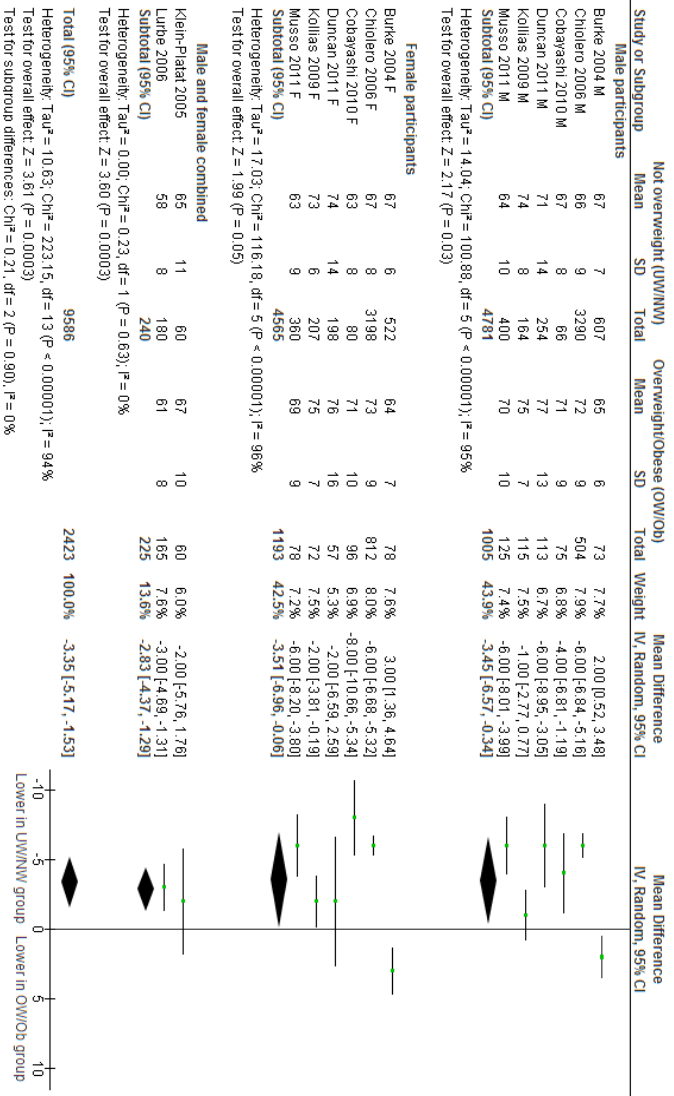 Not overweight (UW/NW) Overweight/Obese (OW/Ob) Mean Difference Mean Difference
Study or Subgroup Mean SD Total Mean SD Total Weight IV, Random, 95% CI IV, Random, 95% CI
Male participants
Burke 2004 M 67 7 607 65 6 73 7.7% 2.00 [0.52, 3.48]
Chiolero 2006 M 66 9 3290 72 9 504 7.9% -6.00 [-6.84, -5.16]
Cobayashi 2010 M 67 8 66 71 9 75 6.8% -4.00 [-6.81, -1.19]
Duncan 2011 M 71 14 254 77 13 113 6.7% -6.00 [-8.95, -3.05]
Kollias 2009 M 74 8 164 75 7 115 7.5% -1.00 [-2.77, 0.77]
Musso 2011 M 64 10 400 70 10 125 7.4% -6.00 [-8.01, -3.99]
Subtotal (95% CI) 4781 1005 43.9% -3.45 [-6.57, -0.34]
Heterogeneity: Tau² = 14.04; Chi² = 100.88, df = 5 (P < 0.00001); I² = 95%
Test for overall effect: Z = 2.17 (P = 0.03)
Female participants
Burke 2004 F 67 6 522 64 7 78 7.6% 3.00 [1.36, 4.64]
Chiolero 2006 F 67 8 3198 73 9 812 8.0% -6.00 [-6.68, -5.32]
Cobayashi 2010 F 63 8 80 71 10 96 6.9% -8.00 [-10.66, -5.34]
Duncan 2011 F 74 14 198 76 16 57 5.3% -2.00 [-6.59, 2.59]
Kollias 2009 F 73 6 207 75 7 72 7.5% -2.00 [-3.81, -0.19]
Musso 2011 F 63 9 360 69 9 78 7.2% -6.00 [-8.20, -3.80]
Subtotal (95% CI) 4565 1193 42.5% -3.51 [-6.96, -0.06]
Heterogeneity: Tau² = 17.03; Chi² = 116.18, df = 5 (P < 0.00001); I² = 96%
Test for overall effect: Z = 1.99 (P = 0.05)
Male and female combined
Klein-Platat 2005 65 11 60 67 10 60 6.0% -2.00 [-5.76, 1.76]
Lurbe 2006 58 8 180 61 8 165 7.6% -3.00 [-4.69, -1.31]
Subtotal (95% CI) 240 225 13.6% -2.83 [-4.37, -1.29]
Heterogeneity: Tau² = 0.00; Chi² = 0.23, df = 1 (P = 0.63); I² = 0%
Test for overall effect: Z = 3.60 (P = 0.0003)
Total (95% CI) 9586 2423 100.0% -3.35 [-5.17, -1.53]
Heterogeneity: Tau² = 10.63; Chi² = 223.15, df = 13 (P < 0.00001); I² = 94%
Test for overall effect: Z = 3.61 (P = 0.0003)
Test for subgroup differences: Chi² = 0.21, df = 2 (P = 0.90), I² = 0%
-10 -5 0 5 10
Lower in UW/NW group Lower in OW/Ob group